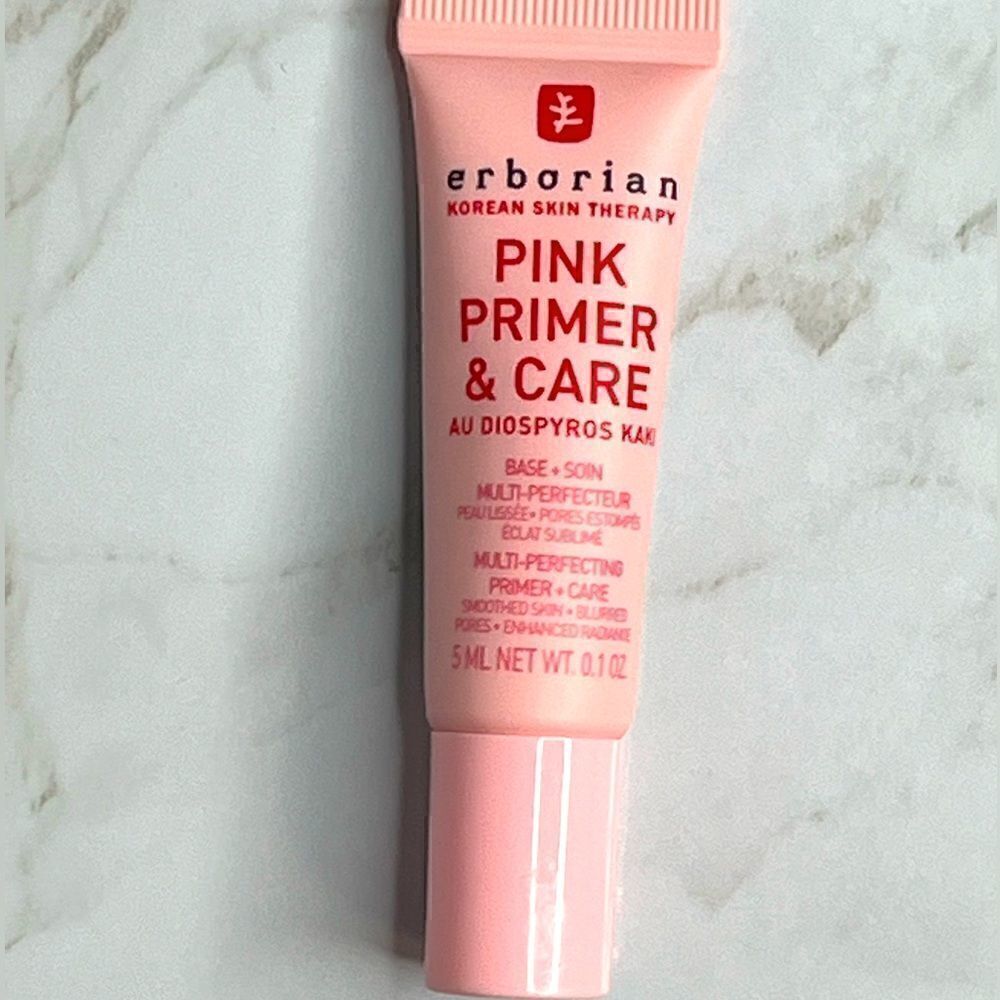 erborian
KOREAN SKIN THERAPY
PINK
PRIMER
& CARE
AU DIOSPYROS KAKI
BASE + SOIN
MULTI-PERFECTEUR
PEAU LISSÉE • PORES ESTOMPÉS
ÉCLAT SUBLIMÉ
MULTI-PERFECTING
PRIMER + CARE
SMOOTHED SKIN • BLURRED
PORES • ENHANCED RADIANCE
5 ML NET WT. 0.1 OZ